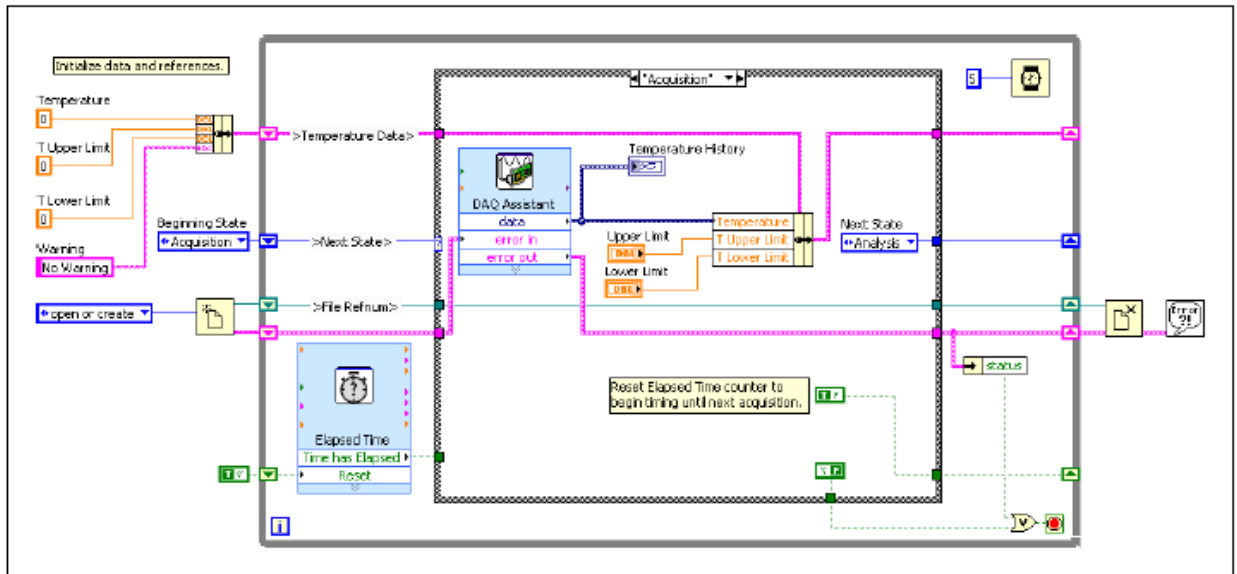 Initialize data and references.
Temperature
0
T Upper Limit
0
T Lower Limit
0
Warning
No Warning
Beginning State
Acquisition
open or create
>Temperature Data>
>Next State>
>File Refnum>
Elapsed Time
Time has Elapsed
Reset
T F
i
"Acquisition"
DAQ Assistant
data
error in
error out
Temperature History
Upper Limit
DBL
Lower Limit
DBL
Temperature
T Upper Limit
T Lower Limit
Next State
Analysis
Reset Elapsed Time counter to
begin timing until next acquisition.
T F
5
status
V
Error
?!